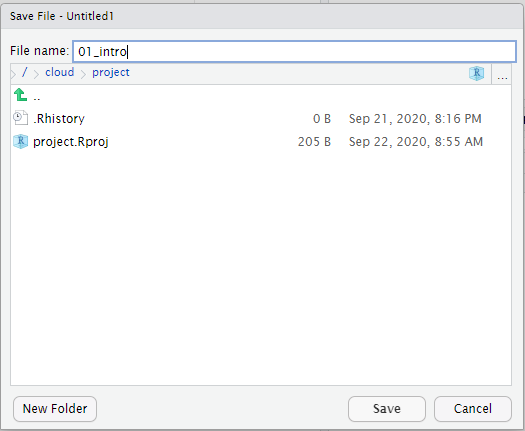 Save File - Untitled1
File name: 01_intro
/ cloud project R ...
..
.Rhistory 0 B Sep 21, 2020, 8:16 PM
R project.Rproj 205 B Sep 22, 2020, 8:55 AM
New Folder Save Cancel